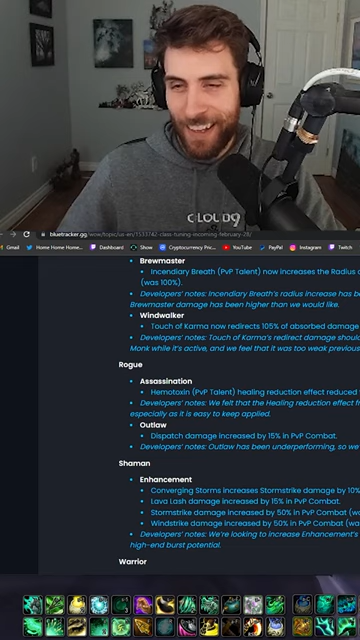 CLOUD9
bluetracker.gg/wow/topic/us-en/1533742-class-tuning-incoming-february-28/
Gmail Home Home Home... Dashboard Show Cryptocurrency Pric... YouTube PayPal Instagram Twitch
Brewmaster
Incendiary Breath (PvP Talent) now increases the Radius o
(was 100%).
Developers' notes: Incendiary Breath's radius increase has be
Brewmaster damage has been higher than we would like.
Windwalker
Touch of Karma now redirects 105% of absorbed damage
Developers' notes: Touch of Karma's redirect damage should
Monk while it's active, and we feel that it was too weak previous
Rogue
Assassination
Hemotoxin (PvP Talent) healing reduction effect reduced
Developers' notes: We felt that the Healing reduction effect fr
especially as it is easy to keep applied.
Outlaw
Dispatch damage increased by 15% in PvP Combat.
Developers' notes: Outlaw has been underperforming, so we
Shaman
Enhancement
Converging Storms increases Stormstrike damage by 10%
Lava Lash damage increased by 15% in PvP Combat.
Stormstrike damage increased by 50% in PvP Combat (wa
Windstrike damage increased by 50% in PvP Combat (wa
Developers' notes: We're looking to increase Enhancement's
high-end burst potential.
Warrior